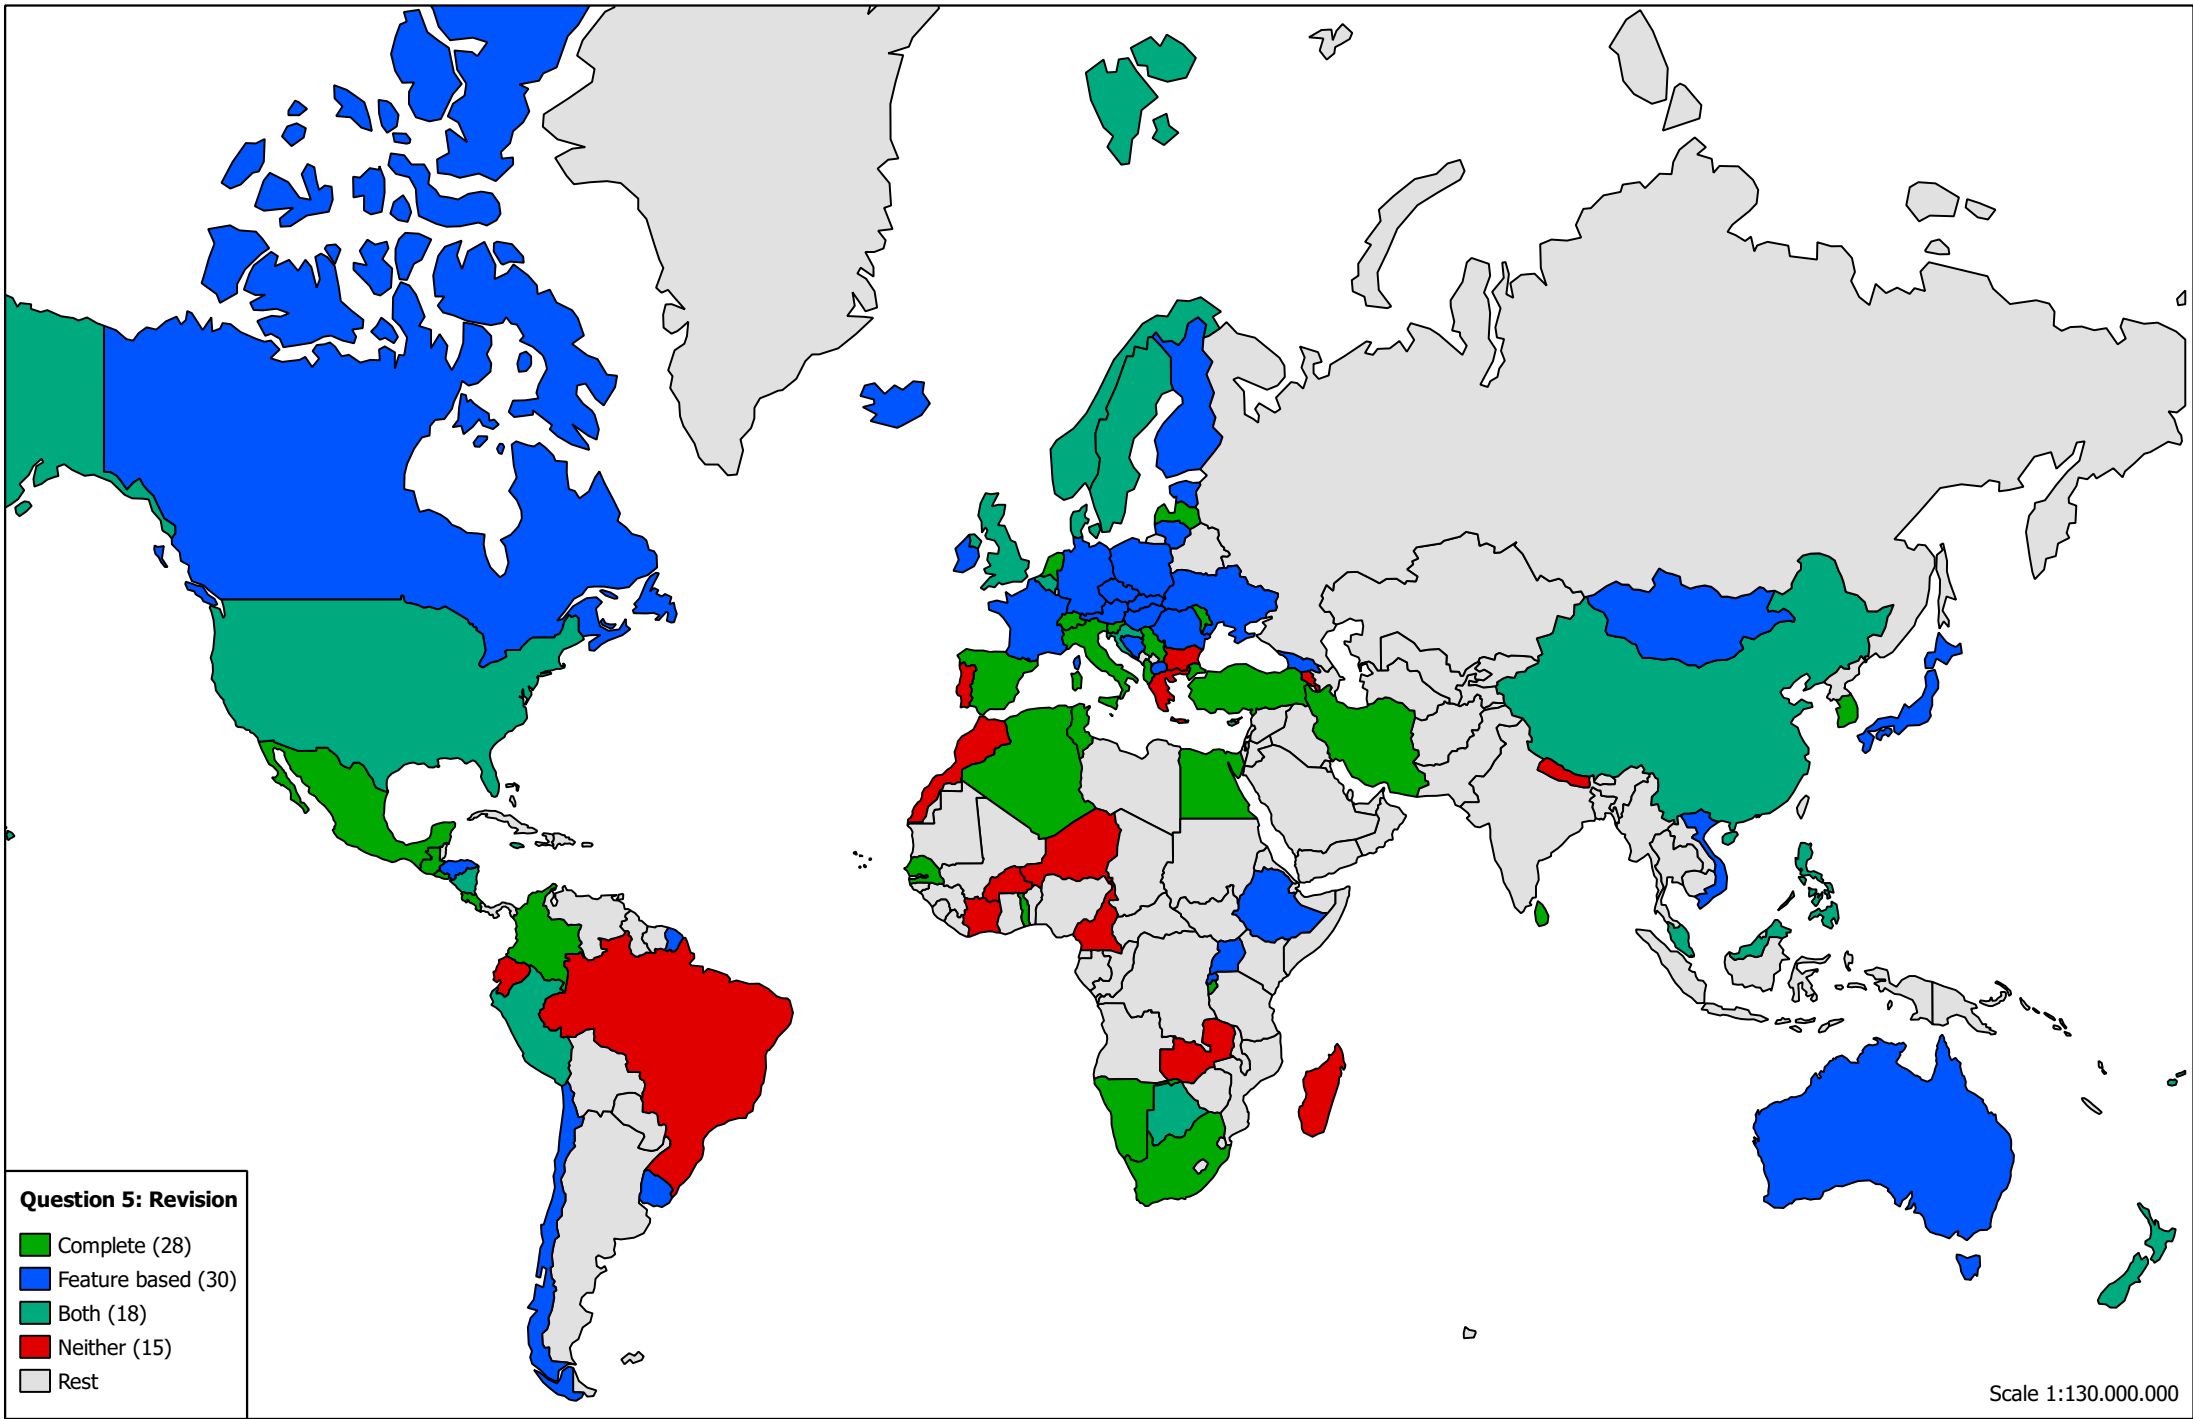 Question 5: Revision
Complete (28)
Feature based (30)
Both (18)
Neither (15)
Rest
Scale 1:130.000.000